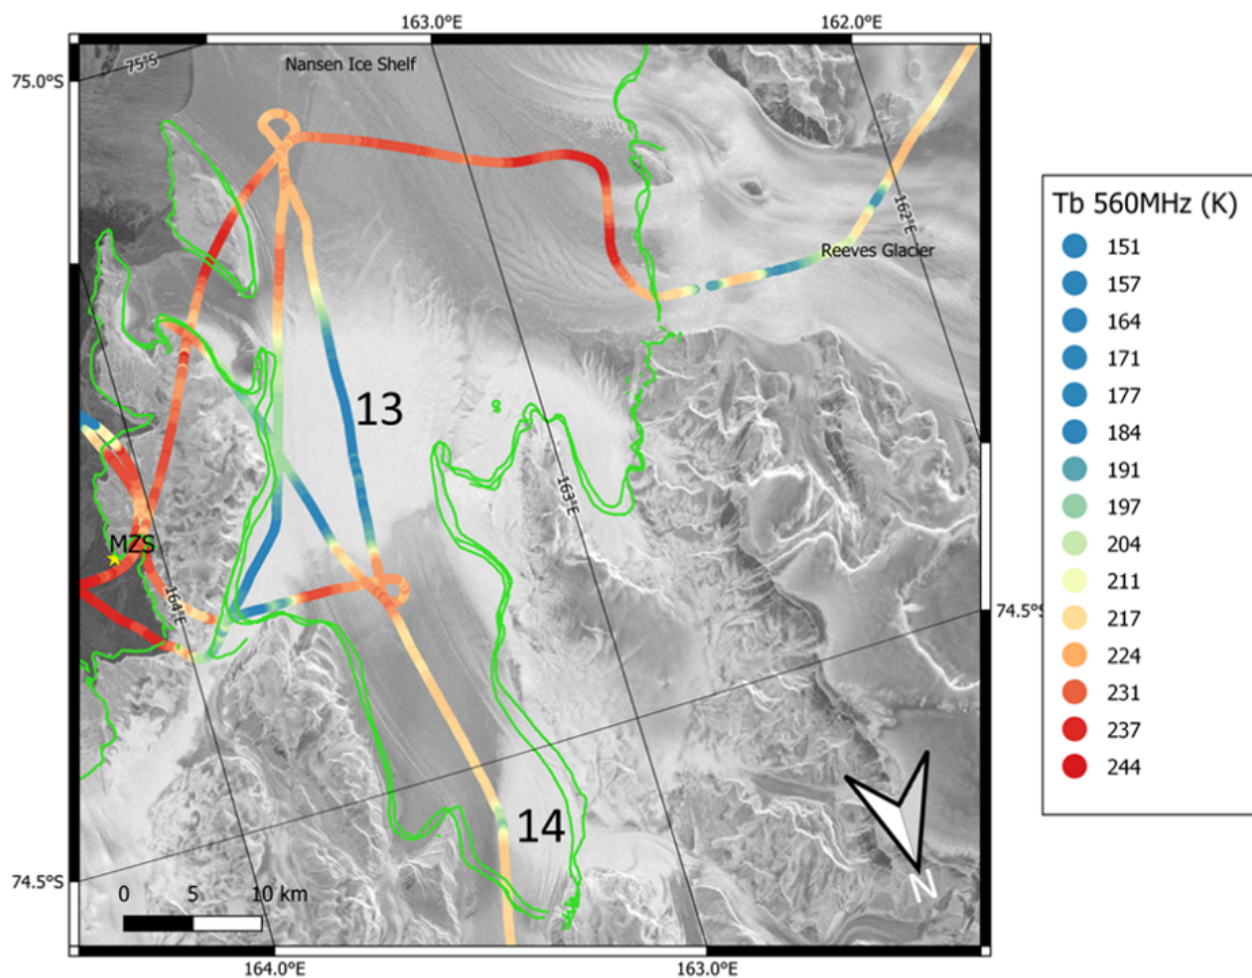 163.0°E
162.0°E
75.0°S
75°S
Nansen Ice Shelf
162°E
Reeves Glacier
13
163°E
MZS
164°E
74.5°S
14
74.5°S
0 5 10 km
N
164.0°E
163.0°E
Tb 560MHz (K)
151
157
164
171
177
184
191
197
204
211
217
224
231
237
244